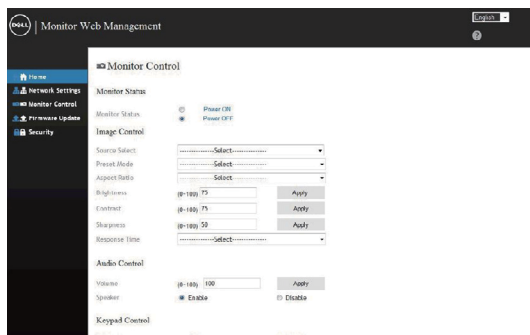 English
DELL | Monitor Web Management
Monitor Control
Home
Network Settings
Monitor Control
Firmware Update
Security
Monitor Status
Monitor Status
Power ON
Power OFF
Image Control
Source Select
---------------Select---------------
Preset Mode
---------------Select---------------
Aspect Ratio
---------------Select---------------
Brightness (0~100) 75 Apply
Contrast (0~100) 75 Apply
Sharpness (0~100) 50 Apply
Response Time
---------------Select---------------
Audio Control
Volume (0~100) 100 Apply
Speaker Enable Disable
Keypad Control